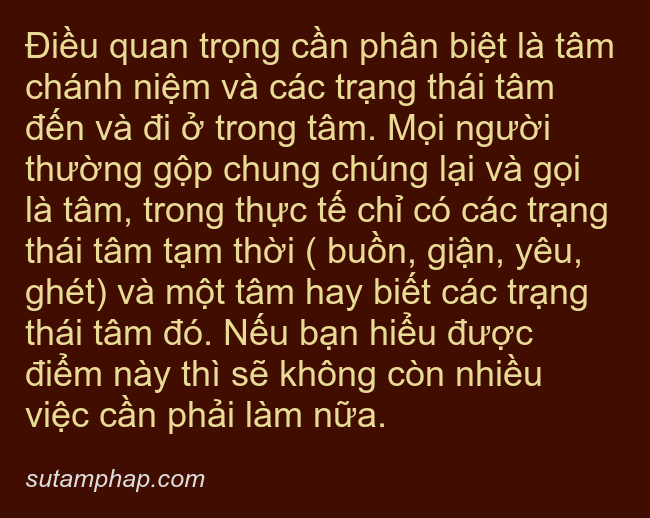 Điều quan trọng cần phân biệt là tâm
chánh niệm và các trạng thái tâm
đến và đi ở trong tâm. Mọi người
thường gộp chung chúng lại và gọi
là tâm, trong thực tế chỉ có các trạng
thái tâm tạm thời ( buồn, giận, yêu,
ghét) và một tâm hay biết các trạng
thái tâm đó. Nếu bạn hiểu được
điểm này thì sẽ không còn nhiều
việc cần phải làm nữa.
sutamphap.com